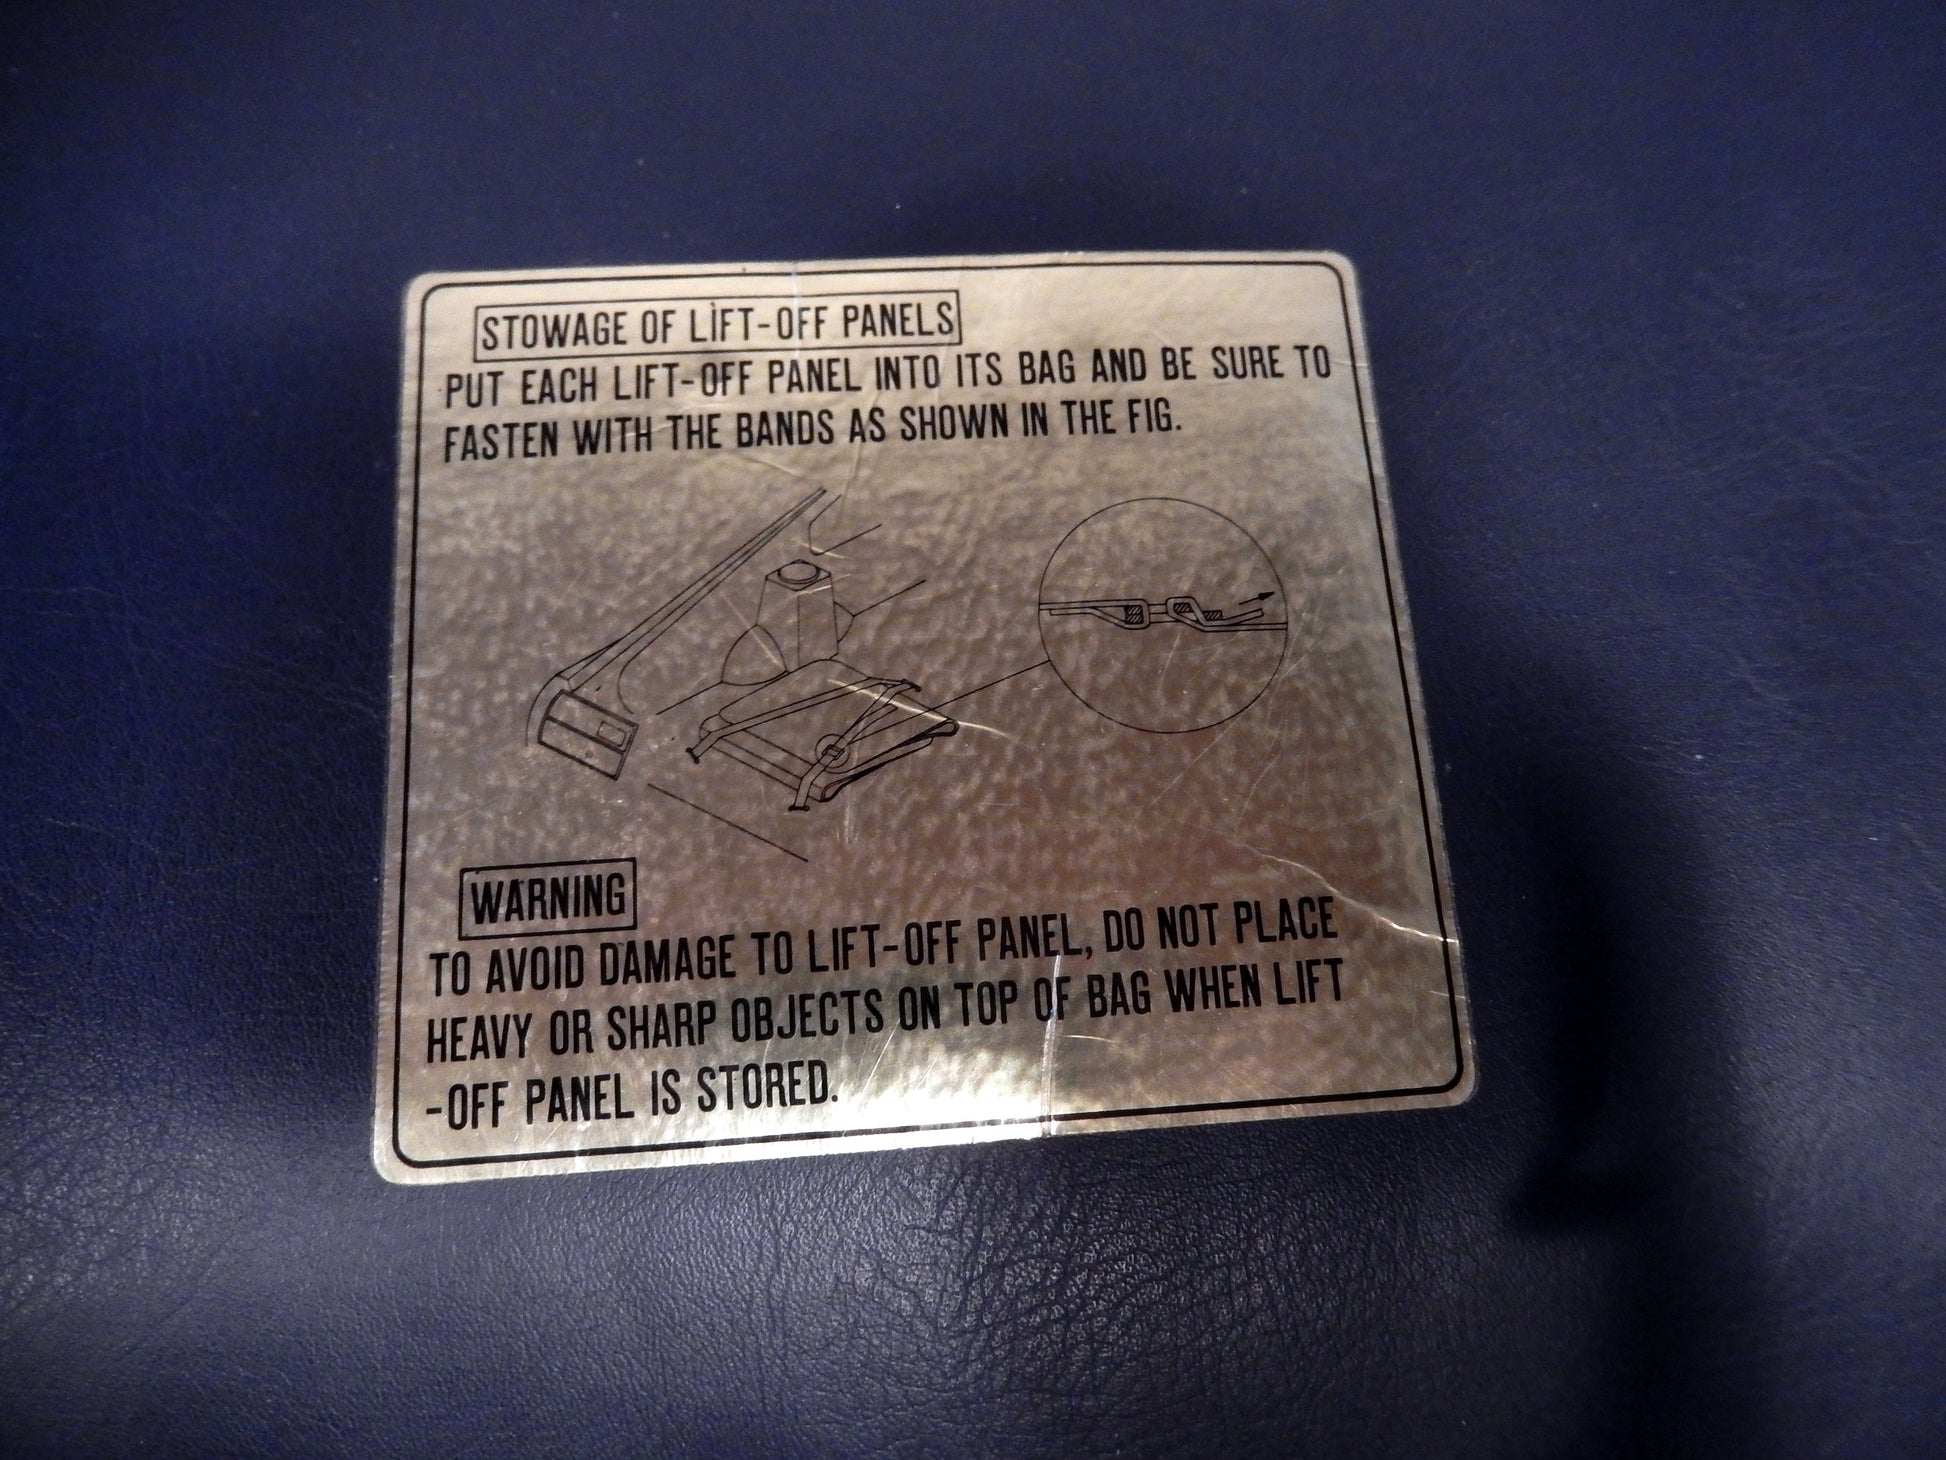 STOWAGE OF LIFT-OFF PANELS
PUT EACH LIFT-OFF PANEL INTO ITS BAG AND BE SURE TO
FASTEN WITH THE BANDS AS SHOWN IN THE FIG.
WARNING
TO AVOID DAMAGE TO LIFT-OFF PANEL, DO NOT PLACE
HEAVY OR SHARP OBJECTS ON TOP OF BAG WHEN LIFT
-OFF PANEL IS STORED.